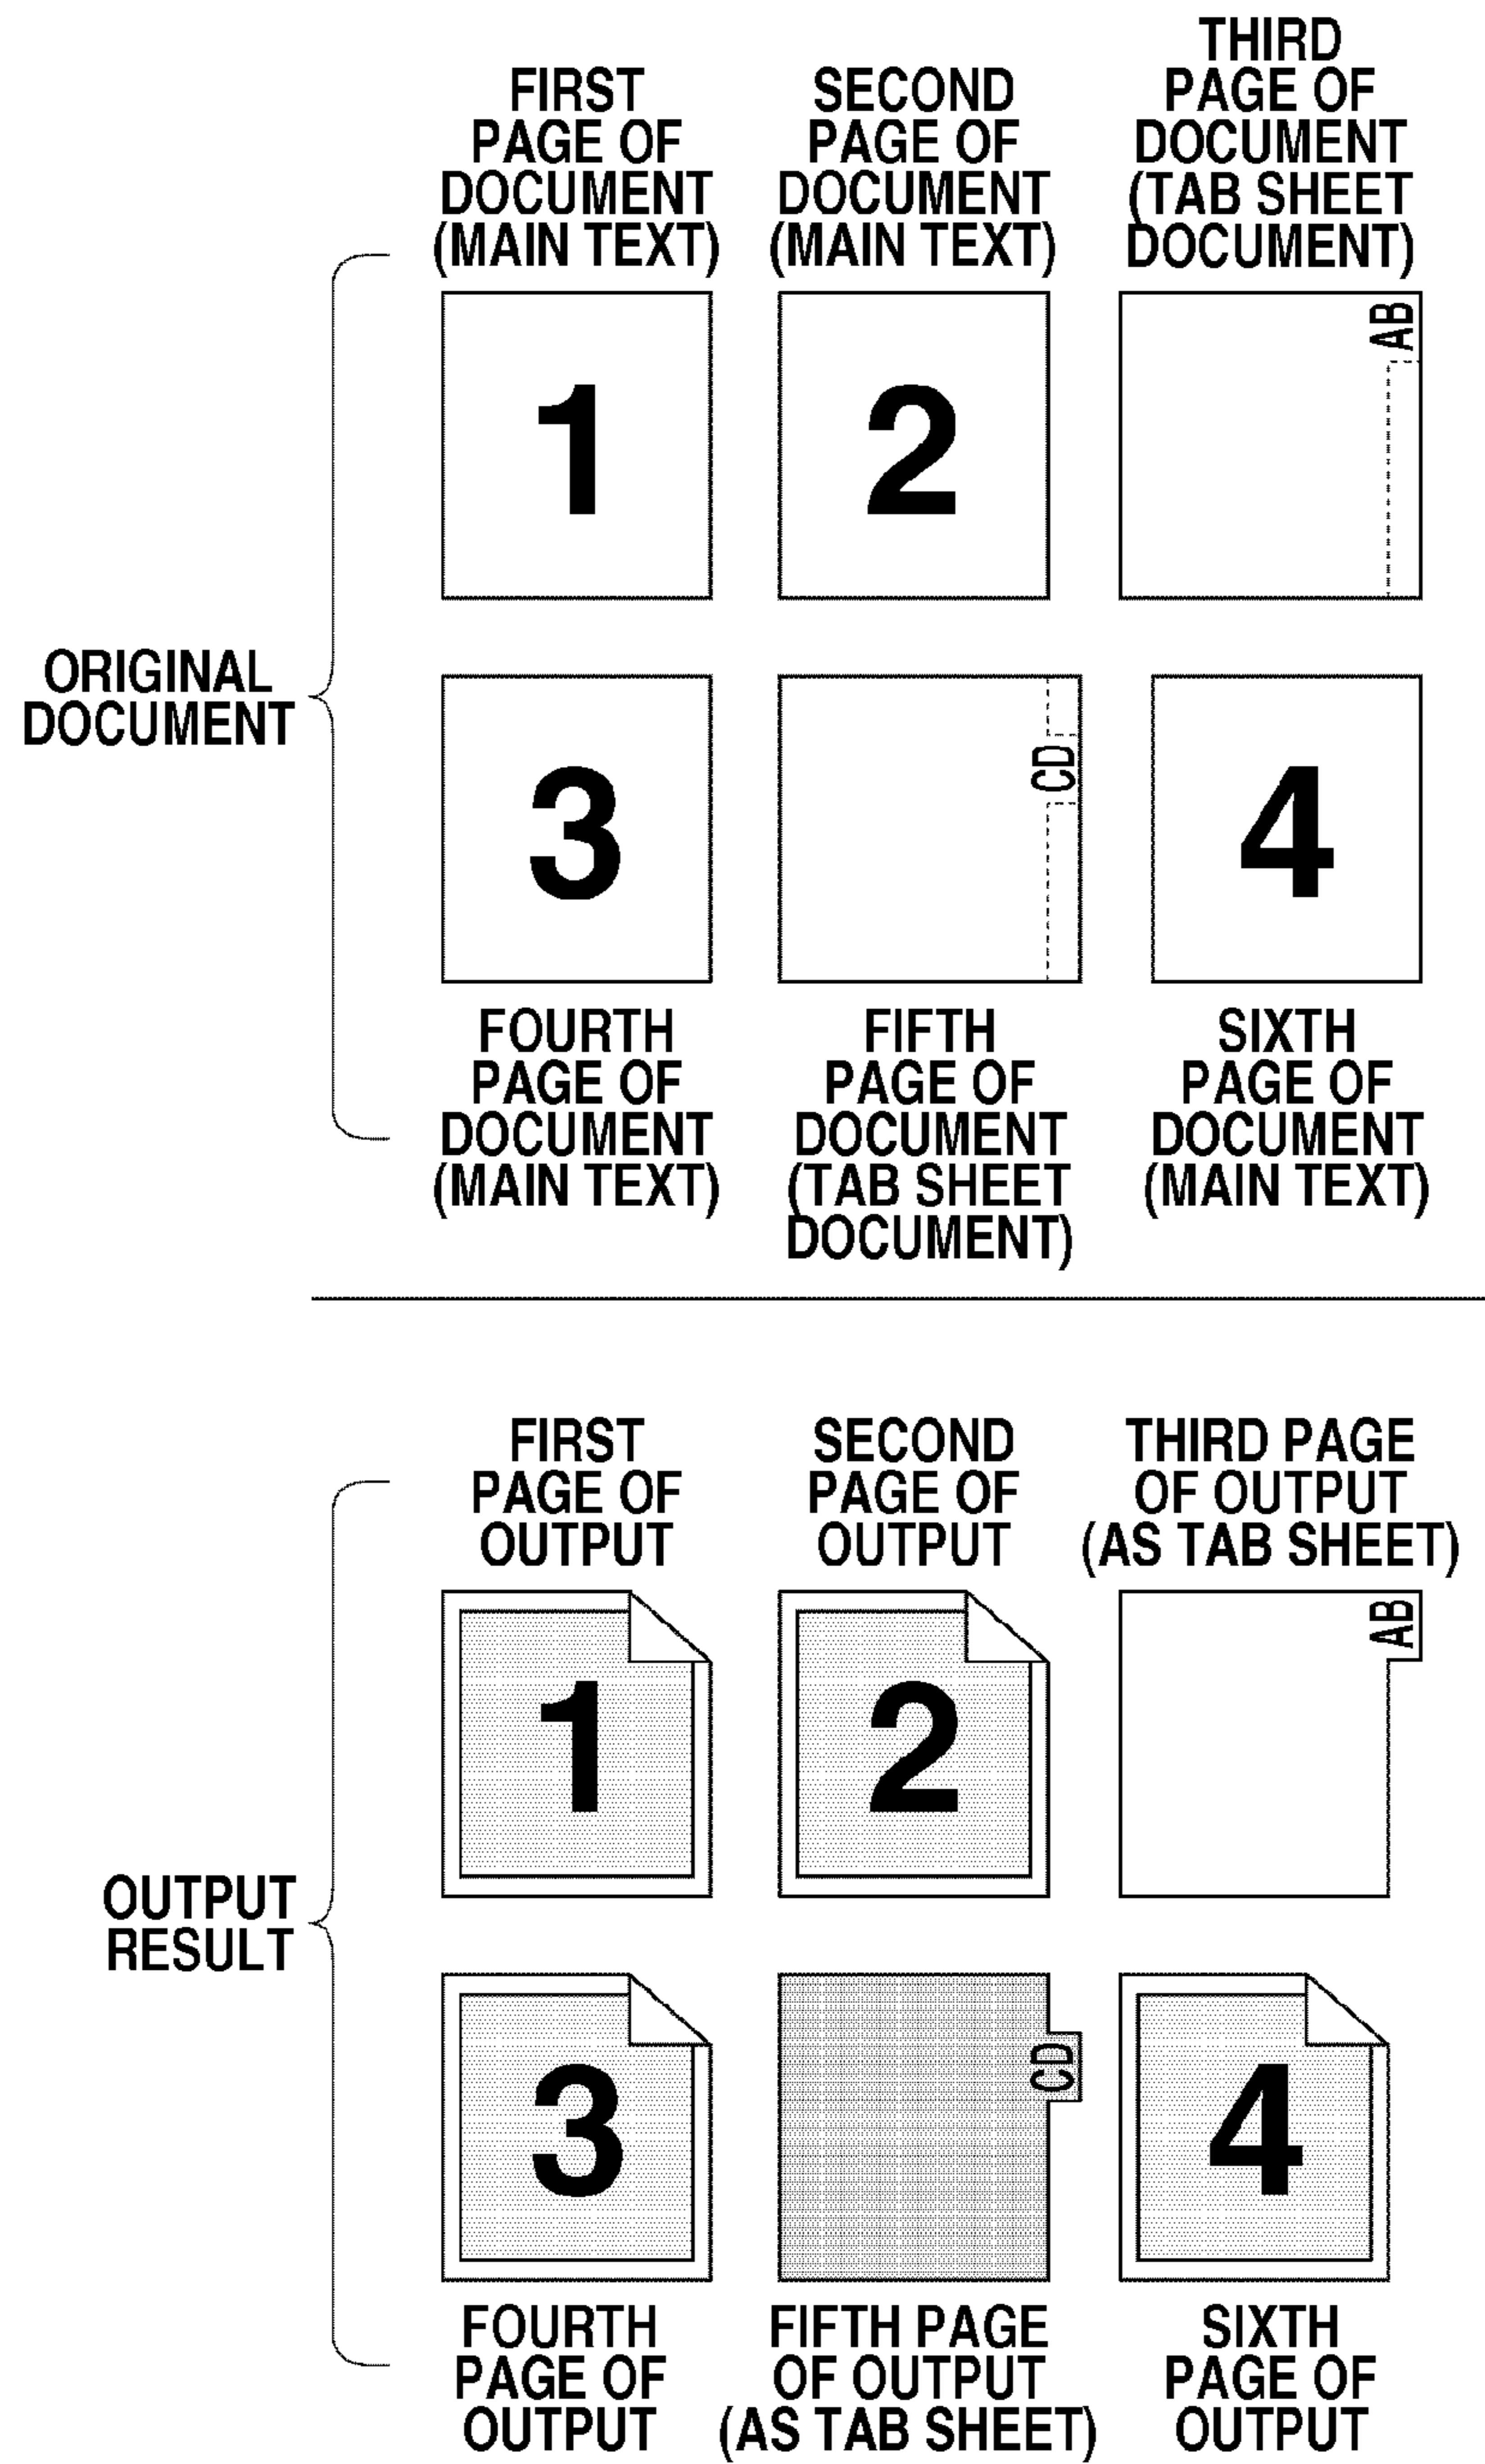 FIRST
PAGE OF
DOCUMENT
(MAIN TEXT)
SECOND
PAGE OF
DOCUMENT
(MAIN TEXT)
THIRD
PAGE OF
DOCUMENT
(TAB SHEET
DOCUMENT)
1
2
AB
ORIGINAL
DOCUMENT
3
CD
4
FOURTH
PAGE OF
DOCUMENT
(MAIN TEXT)
FIFTH
PAGE OF
DOCUMENT
(TAB SHEET
DOCUMENT)
SIXTH
PAGE OF
DOCUMENT
(MAIN TEXT)
FIRST
PAGE OF
OUTPUT
SECOND
PAGE OF
OUTPUT
THIRD PAGE
OF OUTPUT
(AS TAB SHEET)
1
2
AB
OUTPUT
RESULT
3
CD
4
FOURTH
PAGE OF
OUTPUT
FIFTH PAGE
OF OUTPUT
(AS TAB SHEET)
SIXTH
PAGE OF
OUTPUT